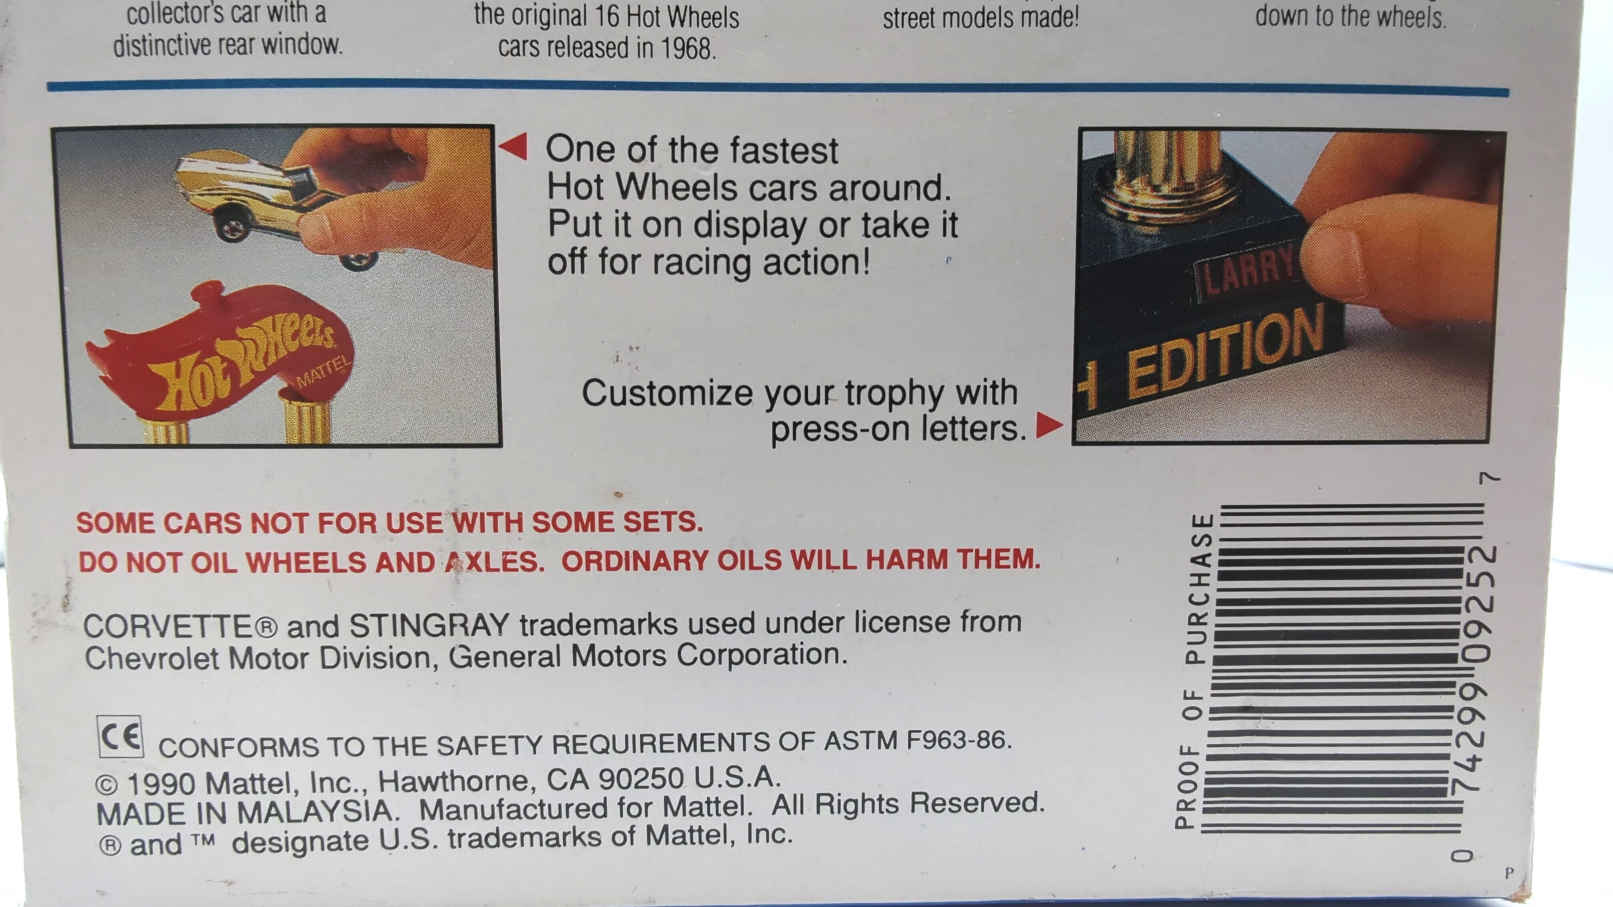 collector's car with a
distinctive rear window.
the original 16 Hot Wheels
cars released in 1968.
street models made!
down to the wheels.
One of the fastest
Hot Wheels cars around.
Put it on display or take it
off for racing action!
HOT WHEELS
MATTEL
Customize your trophy with
press-on letters.
LARRY
H EDITION
SOME CARS NOT FOR USE WITH SOME SETS.
DO NOT OIL WHEELS AND AXLES. ORDINARY OILS WILL HARM THEM.
CORVETTE® and STINGRAY trademarks used under license from
Chevrolet Motor Division, General Motors Corporation.
CE CONFORMS TO THE SAFETY REQUIREMENTS OF ASTM F963-86.
© 1990 Mattel, Inc., Hawthorne, CA 90250 U.S.A.
MADE IN MALAYSIA. Manufactured for Mattel. All Rights Reserved.
® and ™ designate U.S. trademarks of Mattel, Inc.
PROOF OF PURCHASE
0 74299 09252 7
P